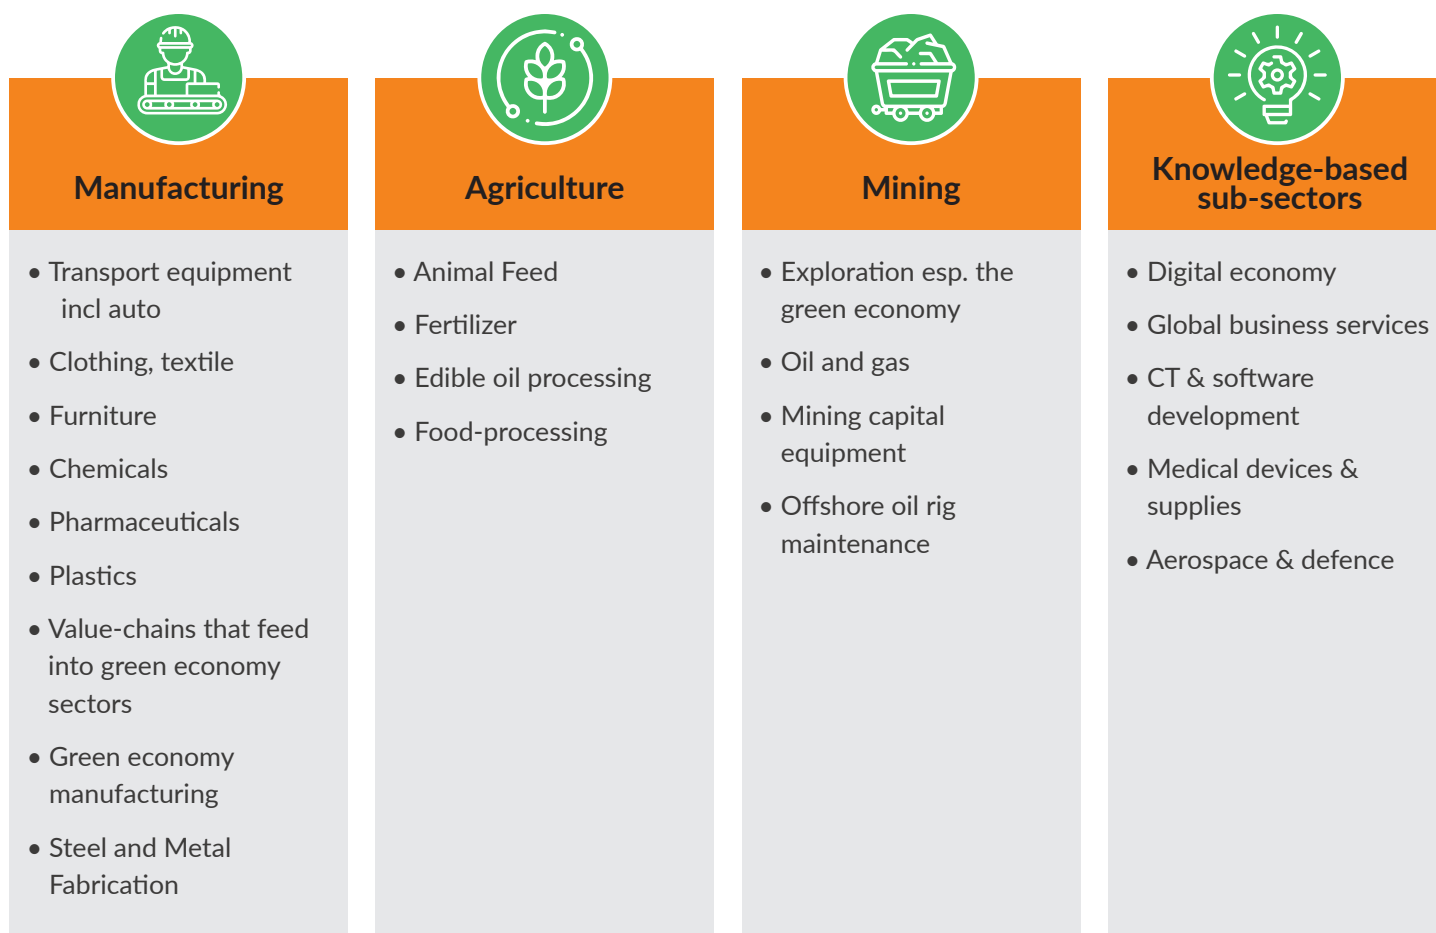 Manufacturing
• Transport equipment
incl auto
• Clothing, textile
• Furniture
• Chemicals
• Pharmaceuticals
• Plastics
• Value-chains that feed
into green economy
sectors
• Green economy
manufacturing
• Steel and Metal
Fabrication
Agriculture
• Animal Feed
• Fertilizer
• Edible oil processing
• Food-processing
Mining
• Exploration esp. the
green economy
• Oil and gas
• Mining capital
equipment
• Offshore oil rig
maintenance
Knowledge-based
sub-sectors
• Digital economy
• Global business services
• CT & software
development
• Medical devices &
supplies
• Aerospace & defence